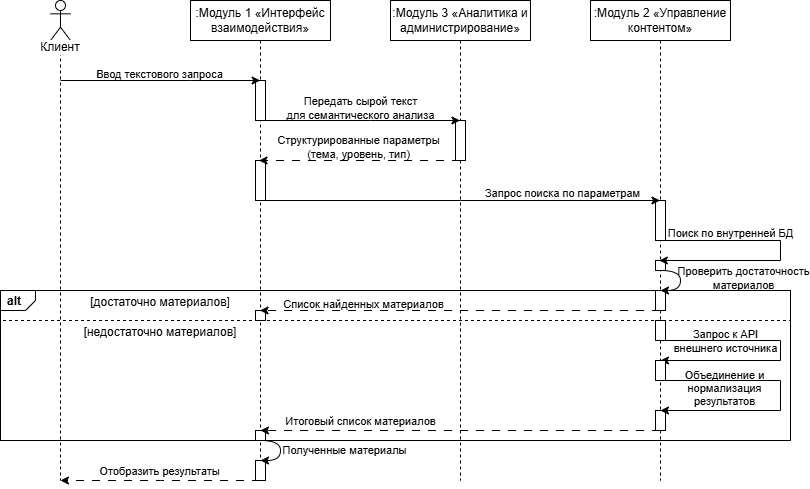 :Модуль 1 «Интерфейс
взаимодействия»
:Модуль 3 «Аналитика и
администрирование»
:Модуль 2 «Управление
контентом»
Клиент
Ввод текстового запроса
Передать сырой текст
для семантического анализа
Структурированные параметры
(тема, уровень, тип)
Запрос поиска по параметрам
Поиск по внутренней БД
Проверить достаточность
материалов
alt
[достаточно материалов]
Список найденных материалов
[недостаточно материалов]
Запрос к API
внешнего источника
Объединение и
нормализация
результатов
Итоговый список материалов
Полученные материалы
Отобразить результаты